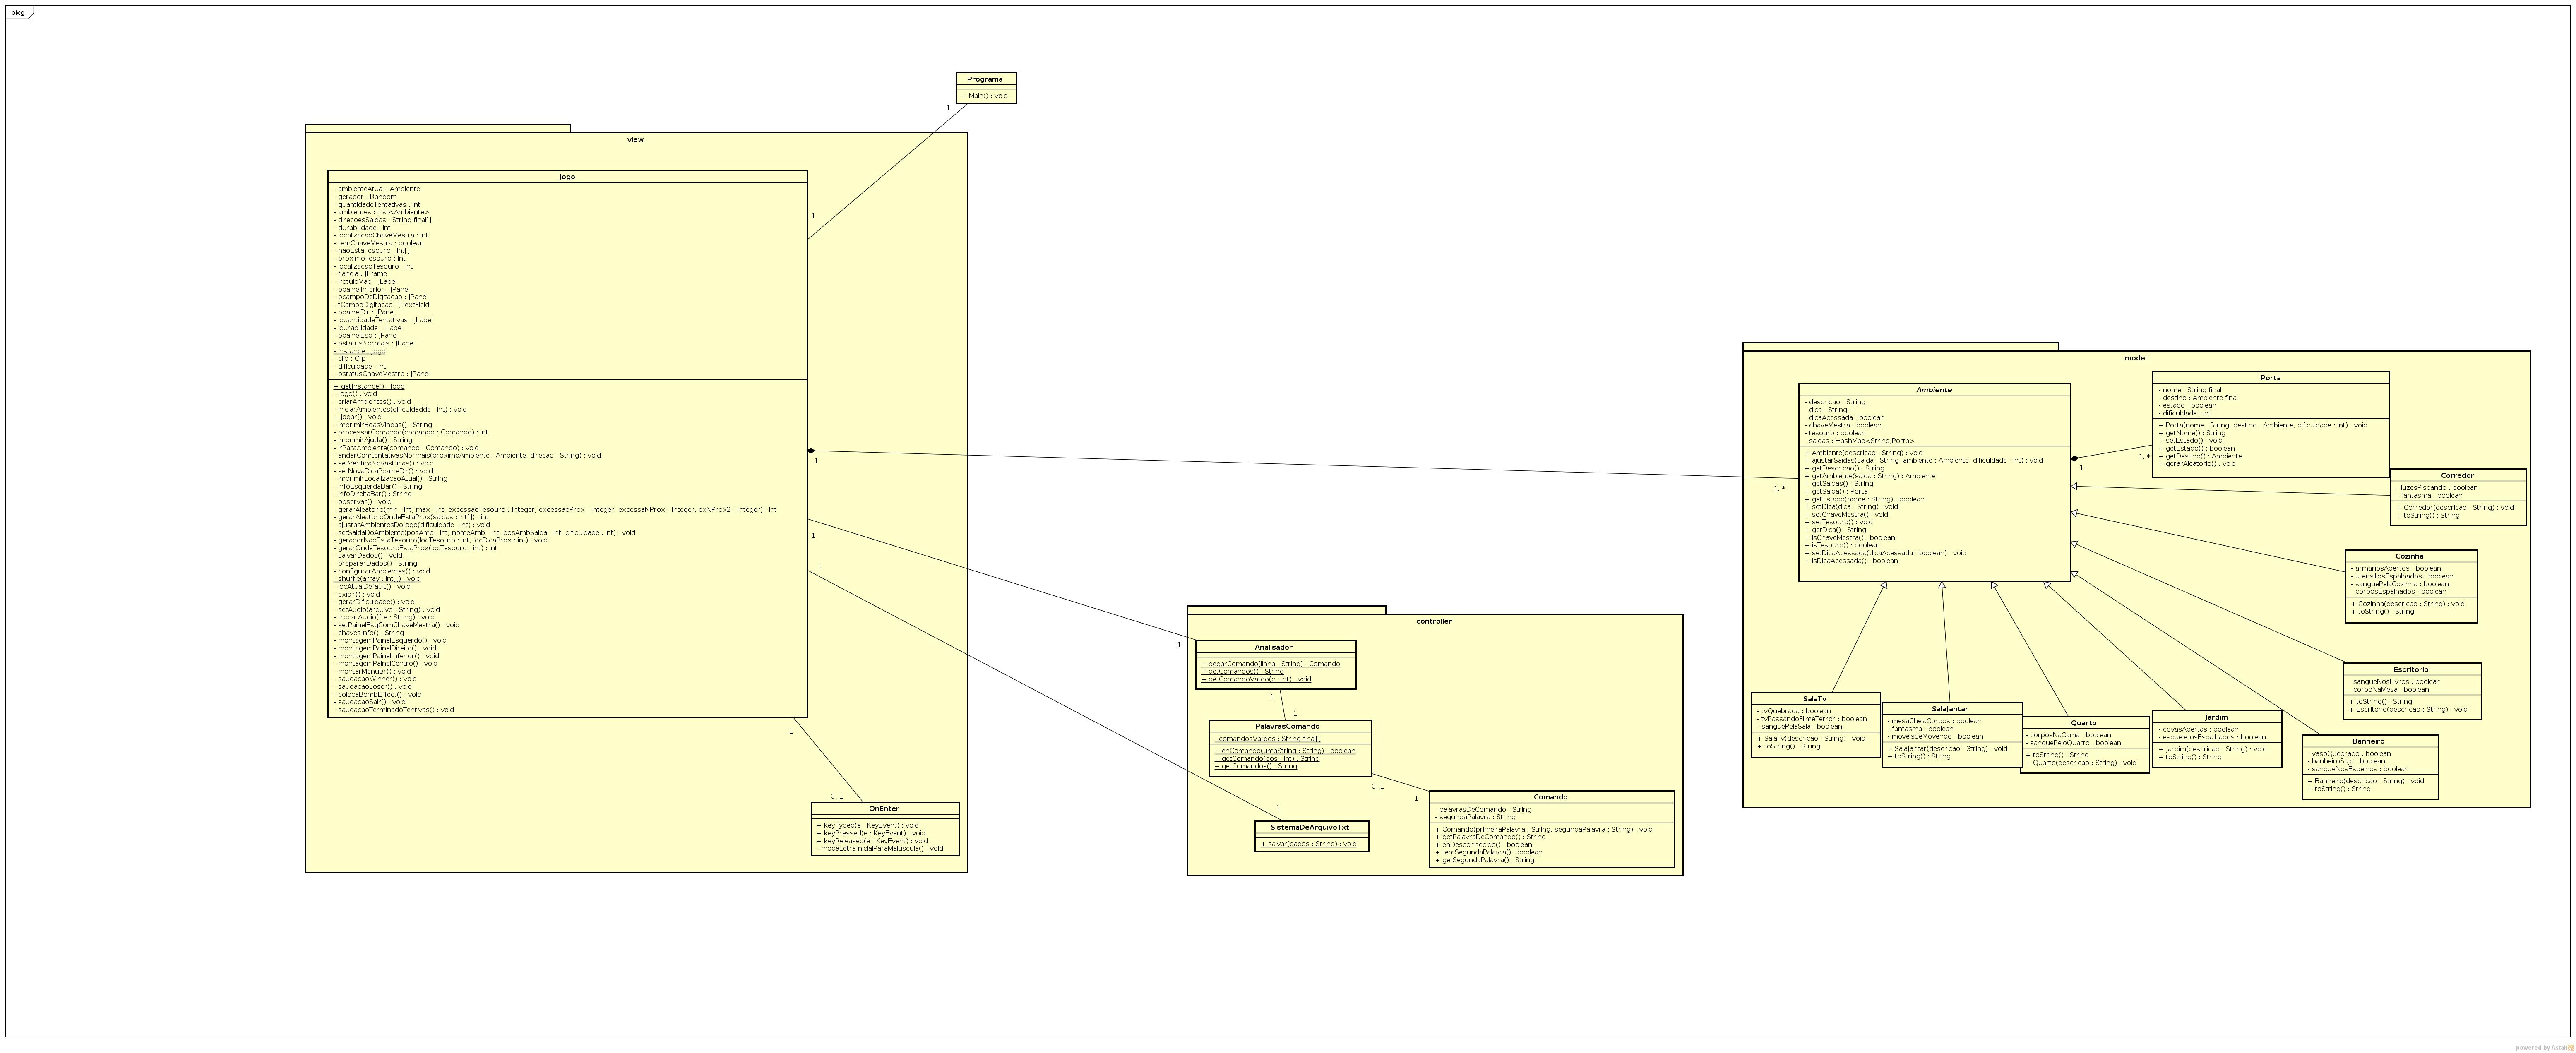 pkg
Programa
+ Main() : void
1
view
Jogo
- ambienteAtual : Ambiente
- gerador : Random
- quantidadeTentativas : int
- ambientes : List<Ambiente>
- direcoesSaidas : String final[]
- durabilidade : int
- localizacaoChaveMestra : int
- temChaveMestra : boolean
- naoEstaTesouro : int[]
- proximoTesouro : int
- localizacaoTesouro : int
- fjanela : JFrame
- lrotuloMap : JLabel
- ppainelInferior : JPanel
- pcampoDeDigitacao : JPanel
- tCampoDigitacao : JTextField
- ppainelDir : JPanel
- lquantidadeTentativas : JLabel
- ldurabilidade : JLabel
- ppainelEsq : JPanel
- pstatusNormais : JPanel
- instance : Jogo
- clip : Clip
- dificuldade : int
- pstatusChaveMestra : JPanel
+ getInstance() : Jogo
- Jogo() : void
- criarAmbientes() : void
- iniciarAmbientes(dificuldadde : int) : void
+ jogar() : void
- imprimirBoasVindas() : String
- processarComando(comando : Comando) : int
- imprimirAjuda() : String
- irParaAmbiente(comando : Comando) : void
- andarComtentativasNormais(proximoAmbiente : Ambiente, direcao : String) : void
- setVerificaNovasDicas() : void
- setNovaDicaPpaineDir() : void
- imprimirLocalizacaoAtual() : String
- infoEsquerdaBar() : String
- infoDireitaBar() : String
- observar() : void
- gerarAleatorio(min : int, max : int, excessaoTesouro : Integer, excessaoProx : Integer, excessaNProx : Integer, exNProx2 : Integer) : int
- gerarAleatorioOndeEstaProx(saidas : int[]) : int
- ajustarAmbientesDoJogo(dificuldade : int) : void
- setSaidaDoAmbiente(posAmb : int, nomeAmb : int, posAmbSaida : int, dificuldade : int) : void
- geradorNaoEstaTesouro(locTesouro : int, locDicaProx : int) : void
- gerarOndeTesouroEstaProx(locTesouro : int) : int
- salvarDados() : void
- prepararDados() : String
- configurarAmbientes() : void
- shuffle(array : int[]) : void
- locAtualDefault() : void
- exibir() : void
- gerarDificuldade() : void
- setAudio(arquivo : String) : void
- trocarAudio(file : String) : void
- setPainelEsqComChaveMestra() : void
- chavesInfo() : String
- montagemPainelEsquerdo() : void
- montagemPainelDireito() : void
- montagemPainelInferior() : void
- montagemPainelCentro() : void
- montarMenuBr() : void
- saudacaoWinner() : void
- saudacaoLoser() : void
- colocaBombEffect() : void
- saudacaoSair() : void
- saudacaoTerminadoTentivas() : void
1
1
1
1
1
0..1
OnEnter
+ keyTyped(e : KeyEvent) : void
+ keyPressed(e : KeyEvent) : void
+ keyReleased(e : KeyEvent) : void
- modaLetraInicialParaMaiuscula() : void
controller
1
Analisador
+ pegarComando(linha : String) : Comando
+ getComandos() : String
+ getComandoValido(c : int) : void
1
1
PalavrasComando
- comandosValidos : String final[]
+ ehComando(umaString : String) : boolean
+ getComando(pos : int) : String
+ getComandos() : String
0..1
1
1
SistemaDeArquivoTxt
+ salvar(dados : String) : void
Comando
- palavrasDeComando : String
- segundaPalavra : String
+ Comando(primeiraPalavra : String, segundaPalavra : String) : void
+ getPalavraDeComando() : String
+ ehDesconhecido() : boolean
+ temSegundaPalavra() : boolean
+ getSegundaPalavra() : String
model
1..*
Ambiente
- descricao : String
- dica : String
- dicaAcessada : boolean
- chaveMestra : boolean
- tesouro : boolean
- saidas : HashMap<String,Porta>
+ Ambiente(descricao : String) : void
+ ajustarSaidas(saida : String, ambiente : Ambiente, dificuldade : int) : void
+ getDescricao() : String
+ getAmbiente(saida : String) : Ambiente
+ getSaidas() : String
+ getSaida() : Porta
+ getEstado(nome : String) : boolean
+ setDica(dica : String) : void
+ setChaveMestra() : void
+ setTesouro() : void
+ getDica() : String
+ isChaveMestra() : boolean
+ isTesouro() : boolean
+ setDicaAcessada(dicaAcessada : boolean) : void
+ isDicaAcessada() : boolean
1
1..*
Porta
- nome : String final
- destino : Ambiente final
- estado : boolean
- dificuldade : int
+ Porta(nome : String, destino : Ambiente, dificuldade : int) : void
+ getNome() : String
+ setEstado() : void
+ getEstado() : boolean
+ getDestino() : Ambiente
+ gerarAleatorio() : void
Corredor
- luzesPiscando : boolean
- fantasma : boolean
+ Corredor(descricao : String) : void
+ toString() : String
Cozinha
- armariosAbertos : boolean
- utensiliosEspalhados : boolean
- sanguePelaCozinha : boolean
- corposEspalhados : boolean
+ Cozinha(descricao : String) : void
+ toString() : String
Escritorio
- sangueNosLivros : boolean
- corpoNaMesa : boolean
+ toString() : String
+ Escritorio(descricao : String) : void
SalaTv
- tvQuebrada : boolean
- tvPassandoFilmeTerror : boolean
- sanguePelaSala : boolean
+ SalaTv(descricao : String) : void
+ toString() : String
SalaJantar
- mesaCheiaCorpos : boolean
- fantasma : boolean
- moveisSeMovendo : boolean
+ SalaJantar(descricao : String) : void
+ toString() : String
Quarto
- corposNaCama : boolean
- sanguePeloQuarto : boolean
+ toString() : String
+ Quarto(descricao : String) : void
Jardim
- covasAbertas : boolean
- esqueletosEspalhados : boolean
+ Jardim(descricao : String) : void
+ toString() : String
Banheiro
- vasoQuebrado : boolean
- banheiroSujo : boolean
- sangueNosEspelhos : boolean
+ Banheiro(descricao : String) : void
+ toString() : String
powered by Astah